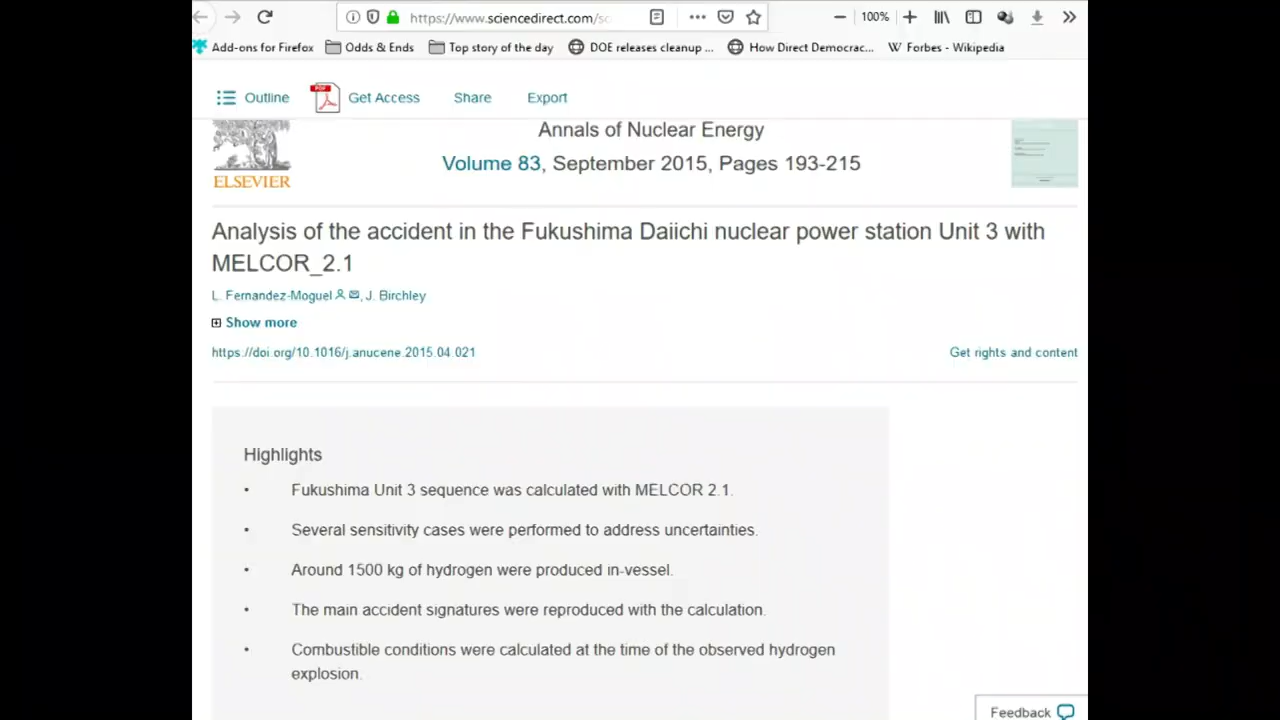 https://www.sciencedirect.com/sc
100%
Add-ons for Firefox Odds & Ends Top story of the day DOE releases cleanup ... How Direct Democrac... W Forbes - Wikipedia
Outline PDF Get Access Share Export
Annals of Nuclear Energy
Volume 83, September 2015, Pages 193-215
ELSEVIER
Analysis of the accident in the Fukushima Daiichi nuclear power station Unit 3 with
MELCOR_2.1
L. Fernandez-Moguel, J. Birchley
Show more
https://doi.org/10.1016/j.anucene.2015.04.021 Get rights and content
Highlights
• Fukushima Unit 3 sequence was calculated with MELCOR 2.1.
• Several sensitivity cases were performed to address uncertainties.
• Around 1500 kg of hydrogen were produced in-vessel.
• The main accident signatures were reproduced with the calculation.
• Combustible conditions were calculated at the time of the observed hydrogen
explosion.
Feedback